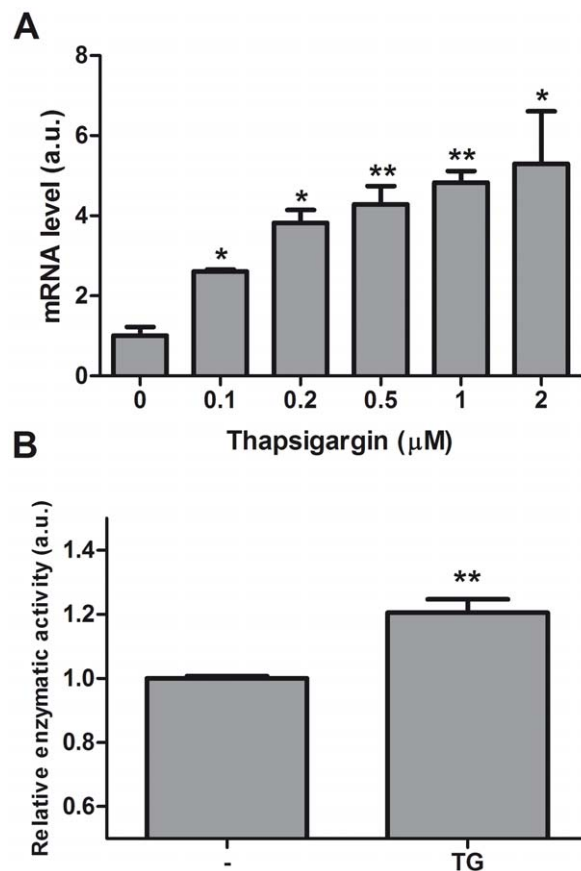 A
mRNA level (a.u.)
8
6
4
2
0
*
*
**
**
*
0 0.1 0.2 0.5 1 2
Thapsigargin (μM)
B
Relative enzymatic activity (a.u.)
1.4
1.2
1.0
0.8
0.6
**
- TG